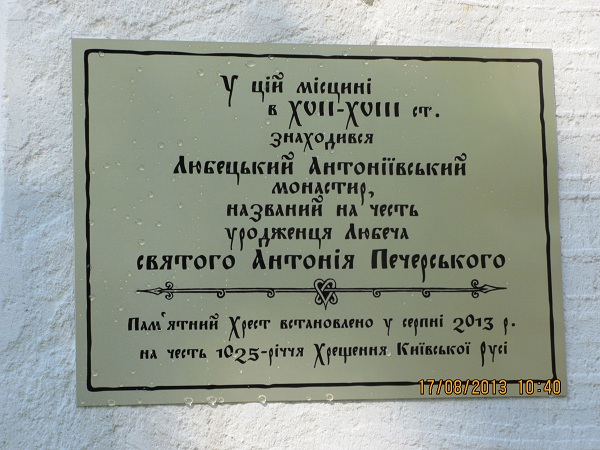 У цій місцині
в XVII-XVIII ст.
знаходився
Любецький Антоніївський
монастир,
названий на честь
уродженця Любеча
святого Антонія Печерського
Пам'ятний Хрест встановлено у серпні 2013 р.
на честь 1025-річчя Хрещення Київської русі
17/08/2013 10:40